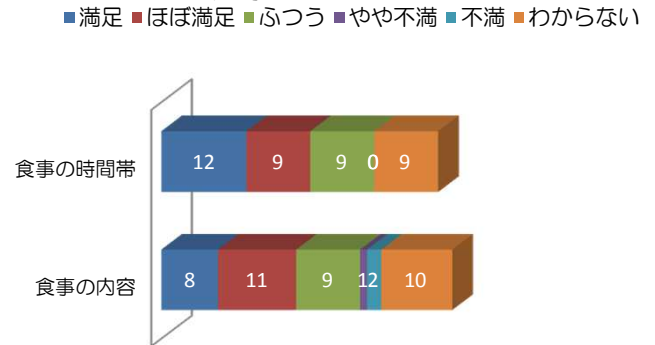 満足 ほぼ満足 ふつう やや不満 不満 わからない
食事の時間帯 12 9 9 0 9
食事の内容 8 11 9 1 2 10